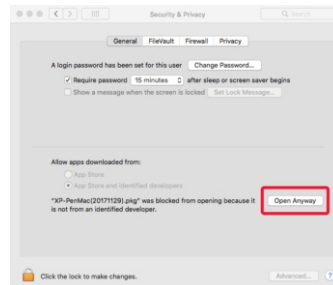 Security & Privacy
Search
General FileVault Firewall Privacy
A login password has been set for this user Change Password...
Require password 15 minutes after sleep or screen saver begins
Show a message when the screen is locked Set Lock Message...
Allow apps downloaded from:
App Store
App Store and identified developers
"XP-PenMac(20171129).pkg" was blocked from opening because it Open Anyway
is not from an identified developer.
Click the lock to make changes. Advanced... ?